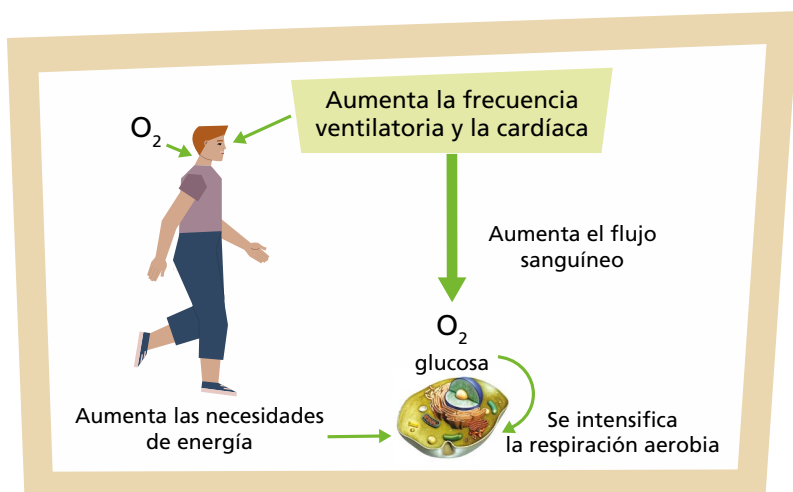 Aumenta la frecuencia
ventilatoria y la cardíaca
O₂
Aumenta el flujo
sanguíneo
O₂
glucosa
Aumenta las necesidades
de energía
Se intensifica
la respiración aerobia